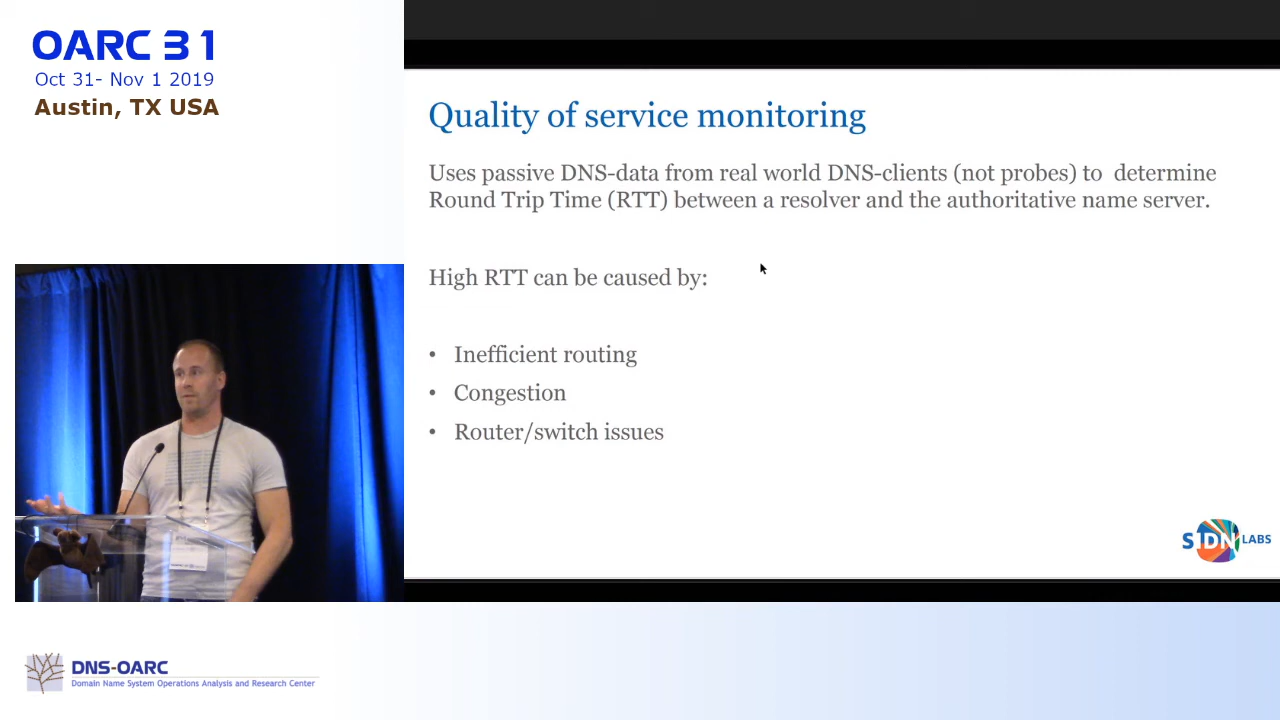 OARC 31
Oct 31- Nov 1 2019
Austin, TX USA
Quality of service monitoring
Uses passive DNS-data from real world DNS-clients (not probes) to determine
Round Trip Time (RTT) between a resolver and the authoritative name server.
High RTT can be caused by:
• Inefficient routing
• Congestion
• Router/switch issues
SIDN LABS
DNS-OARC
Domain Name System Operations Analysis and Research Center